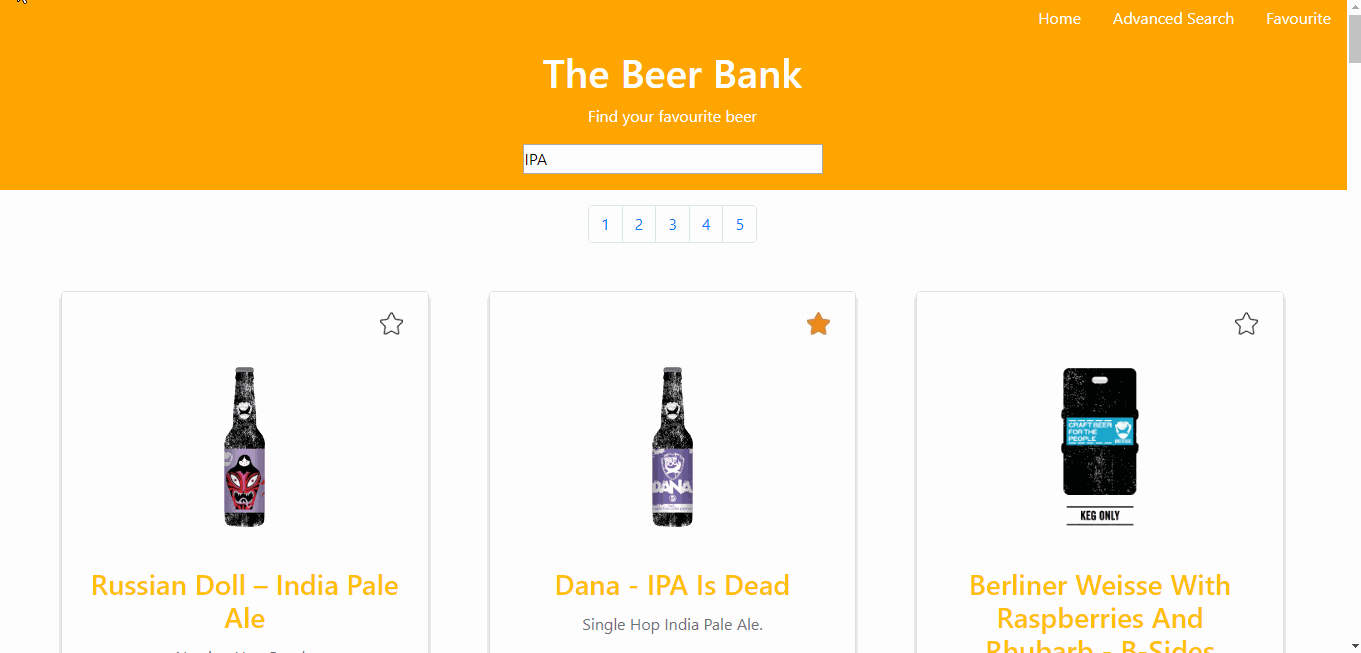 Home Advanced Search Favourite
The Beer Bank
Find your favourite beer
IPA
1 2 3 4 5
DANA
CRAFT BEER
FOR THE
PEOPLE
KEG ONLY
Russian Doll – India Pale
Ale
Dana - IPA Is Dead
Single Hop India Pale Ale.
Berliner Weisse With
Raspberries And
Rhubarb - B-Sides